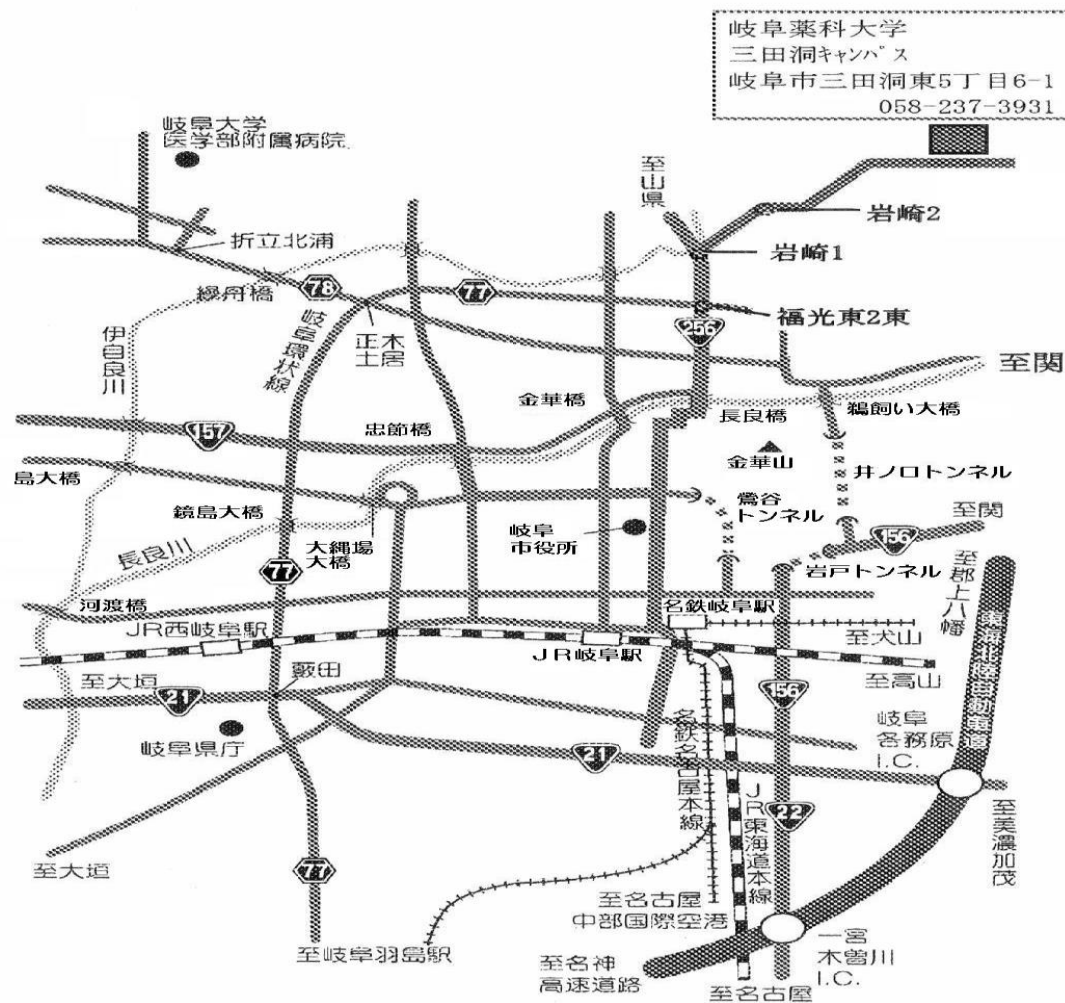 岐阜薬科大学
三田洞キャンパス
岐阜市三田洞東5丁目6-1
058-237-3931
岐阜大学
医学部附属病院
至山県
岩崎2
折立北浦
岩崎1
繰舟橋
78
77
福光東2東
伊自良川
岐阜環状線
正木
土居
256
至関
金華橋
長良橋
鵜飼い大橋
157
忠節橋
金華山
島大橋
井ノ口トンネル
鏡島大橋
鶯谷
トンネル
至関
大縄場
大橋
岐阜
市役所
156
長良川
77
岩戸トンネル
至郡上八幡
河渡橋
名鉄岐阜駅
JR西岐阜駅
至犬山
JR岐阜駅
東海北陸自動車道
至大垣
藪田
至高山
21
156
岐阜県庁
名鉄名古屋本線
岐阜
各務原
I.C.
21
JR東海道本線
22
至美濃加茂
至大垣
77
至名古屋
中部国際空港
至岐阜羽島駅
一宮
木曽川
I.C.
至名神
高速道路
至名古屋